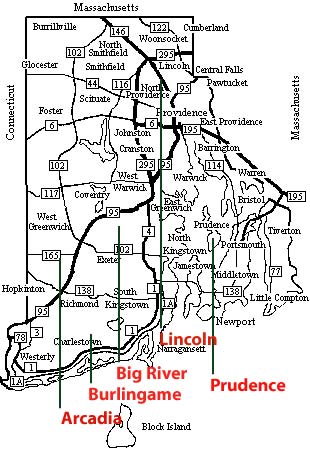 Massachusetts
Burrillville
146
122
Woonsocket
Cumberland
102
North
Smithfield
295
Glocester
Smithfield
Lincoln
Central Falls
44
116
North
Providence
95
Pawtucket
Connecticut
Massachusetts
Scituate
Foster
Providence
6
6
East Providence
195
Johnston
Cranston
Barrington
102
295
95
114
Warren
West
Warwick
Warwick
117
Coventry
East
Greenwich
Bristol
195
West
Greenwich
95
4
Prudence
Tiverton
North
Kingstown
Portsmouth
165
102
Exeter
Jamestown
Middletown
77
Hopkinton
138
South
Kingstown
1
138
Richmond
1A
Little Compton
95
Newport
78
3
Charlestown
1
Narragansett
Lincoln
Westerly
1
1A
Big River
Prudence
Burlingame
Arcadia
Block Island